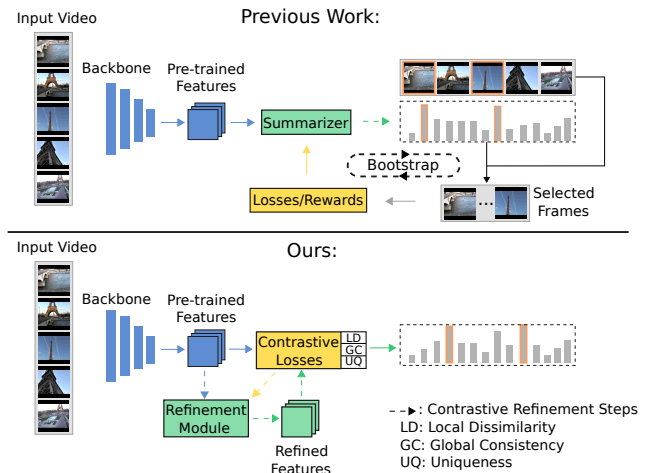 Previous Work:
Input Video
Backbone
Pre-trained
Features
Summarizer
Bootstrap
Losses/Rewards
...
Selected
Frames
Ours:
Input Video
Backbone
Pre-trained
Features
Contrastive
Losses
LD
GC
UQ
Refinement
Module
Refined
Features
: Contrastive Refinement Steps
LD: Local Dissimilarity
GC: Global Consistency
UQ: Uniqueness